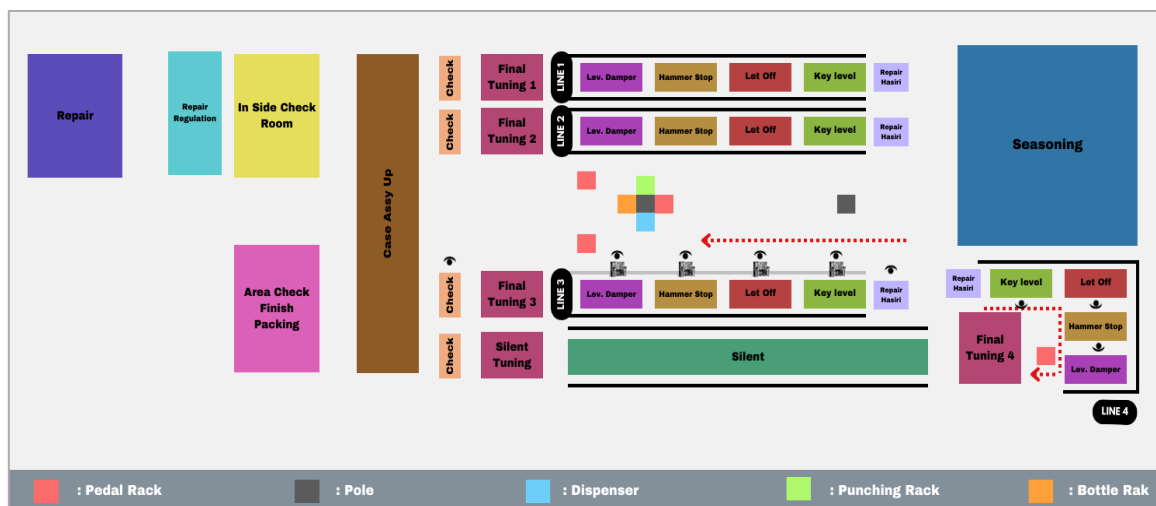 Repair
Repair
Regulation
In Side Check
Room
Case Assy Up
Check
Final
Tuning 1
LINE 1
Lev. Damper
Hammer Stop
Let Off
Key level
Repair
Hasiri
Check
Final
Tuning 2
LINE 2
Lev. Damper
Hammer Stop
Let Off
Key level
Repair
Hasiri
Seasoning
Area Check
Finish
Packing
Check
Final
Tuning 3
LINE 3
Lev. Damper
Hammer Stop
Let Off
Key level
Repair
Hasiri
Check
Silent
Tuning
Silent
Repair
Hasiri
Key level
Let Off
Final
Tuning 4
Hammer Stop
Lev. Damper
LINE 4
: Pedal Rack
: Pole
: Dispenser
: Punching Rack
: Bottle Rak